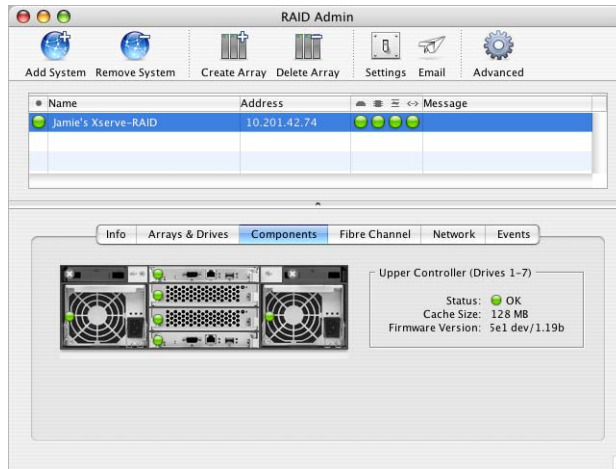 RAID Admin
Add System Remove System Create Array Delete Array Settings Email Advanced
Name Address Message
Jamie's Xserve-RAID 10.201.42.74
Info Arrays & Drives Components Fibre Channel Network Events
Upper Controller (Drives 1-7)
Status: OK
Cache Size: 128 MB
Firmware Version: 5e1 dev/1.19b